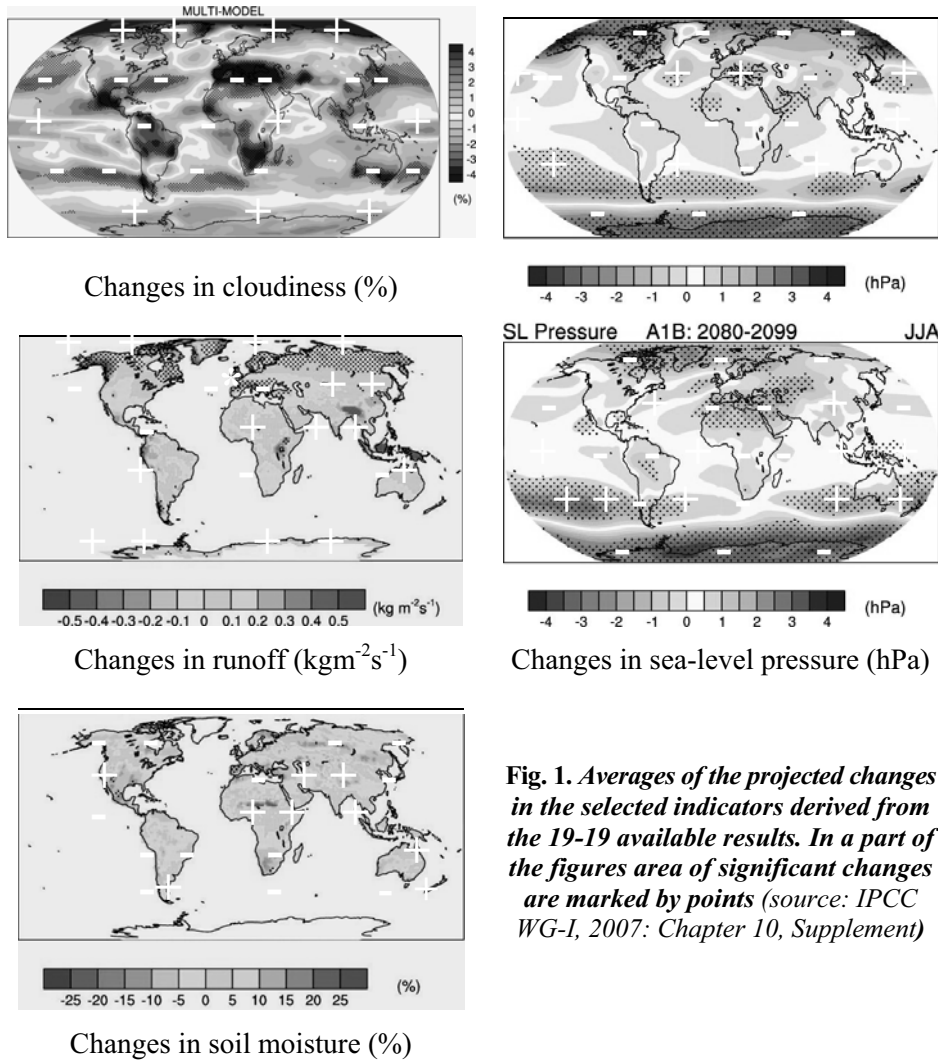 MULTI-MODEL
4
3
2
1
0
-1
-2
-3
-4
(%)
Changes in cloudiness (%)
-4 -3 -2 -1 0 1 2 3 4
(hPa)
-0.5 -0.4 -0.3 -0.2 -0.1 0 0.1 0.2 0.3 0.4 0.5
(kg m-2s-1)
Changes in runoff (kgm-2s-1)
SL Pressure A1B: 2080-2099 JJA
-4 -3 -2 -1 0 1 2 3 4
(hPa)
Changes in sea-level pressure (hPa)
-25 -20 -15 -10 -5 0 5 10 15 20 25
(%)
Changes in soil moisture (%)
Fig. 1. Averages of the projected changes
in the selected indicators derived from
the 19-19 available results. In a part of
the figures area of significant changes
are marked by points (source: IPCC
WG-I, 2007: Chapter 10, Supplement)